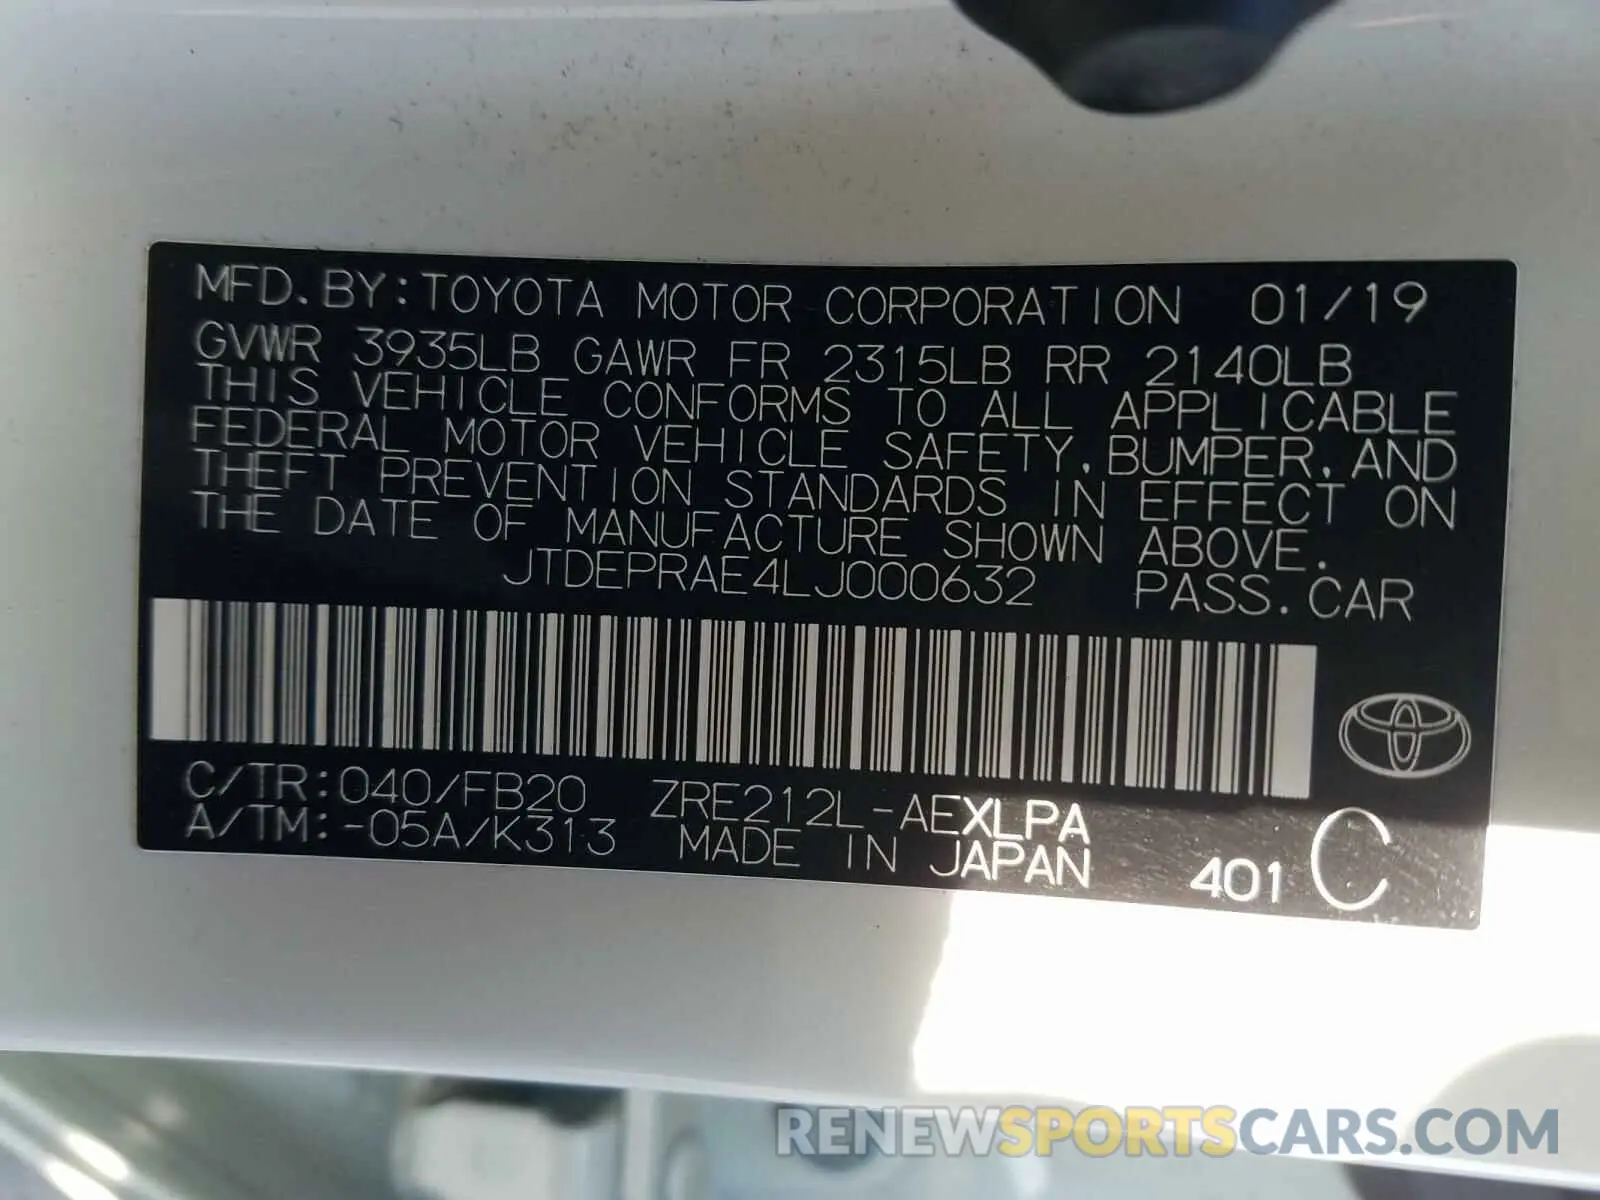 MFD. BY: TOYOTA MOTOR CORPORATION 01/19
GVWR 3935LB GAWR FR 2315LB RR 2140LB
THIS VEHICLE CONFORMS TO ALL APPLICABLE
FEDERAL MOTOR VEHICLE SAFETY, BUMPER, AND
THEFT PREVENTION STANDARDS IN EFFECT ON
THE DATE OF MANUFACTURE SHOWN ABOVE.
JTDEPRAE4LJ000632 PASS. CAR
C/TR: 040/FB20 ZRE212L-AEXLPA
A/TM: -05A/K313 MADE IN JAPAN 401 C
RENEWSPORTSCARS.COM